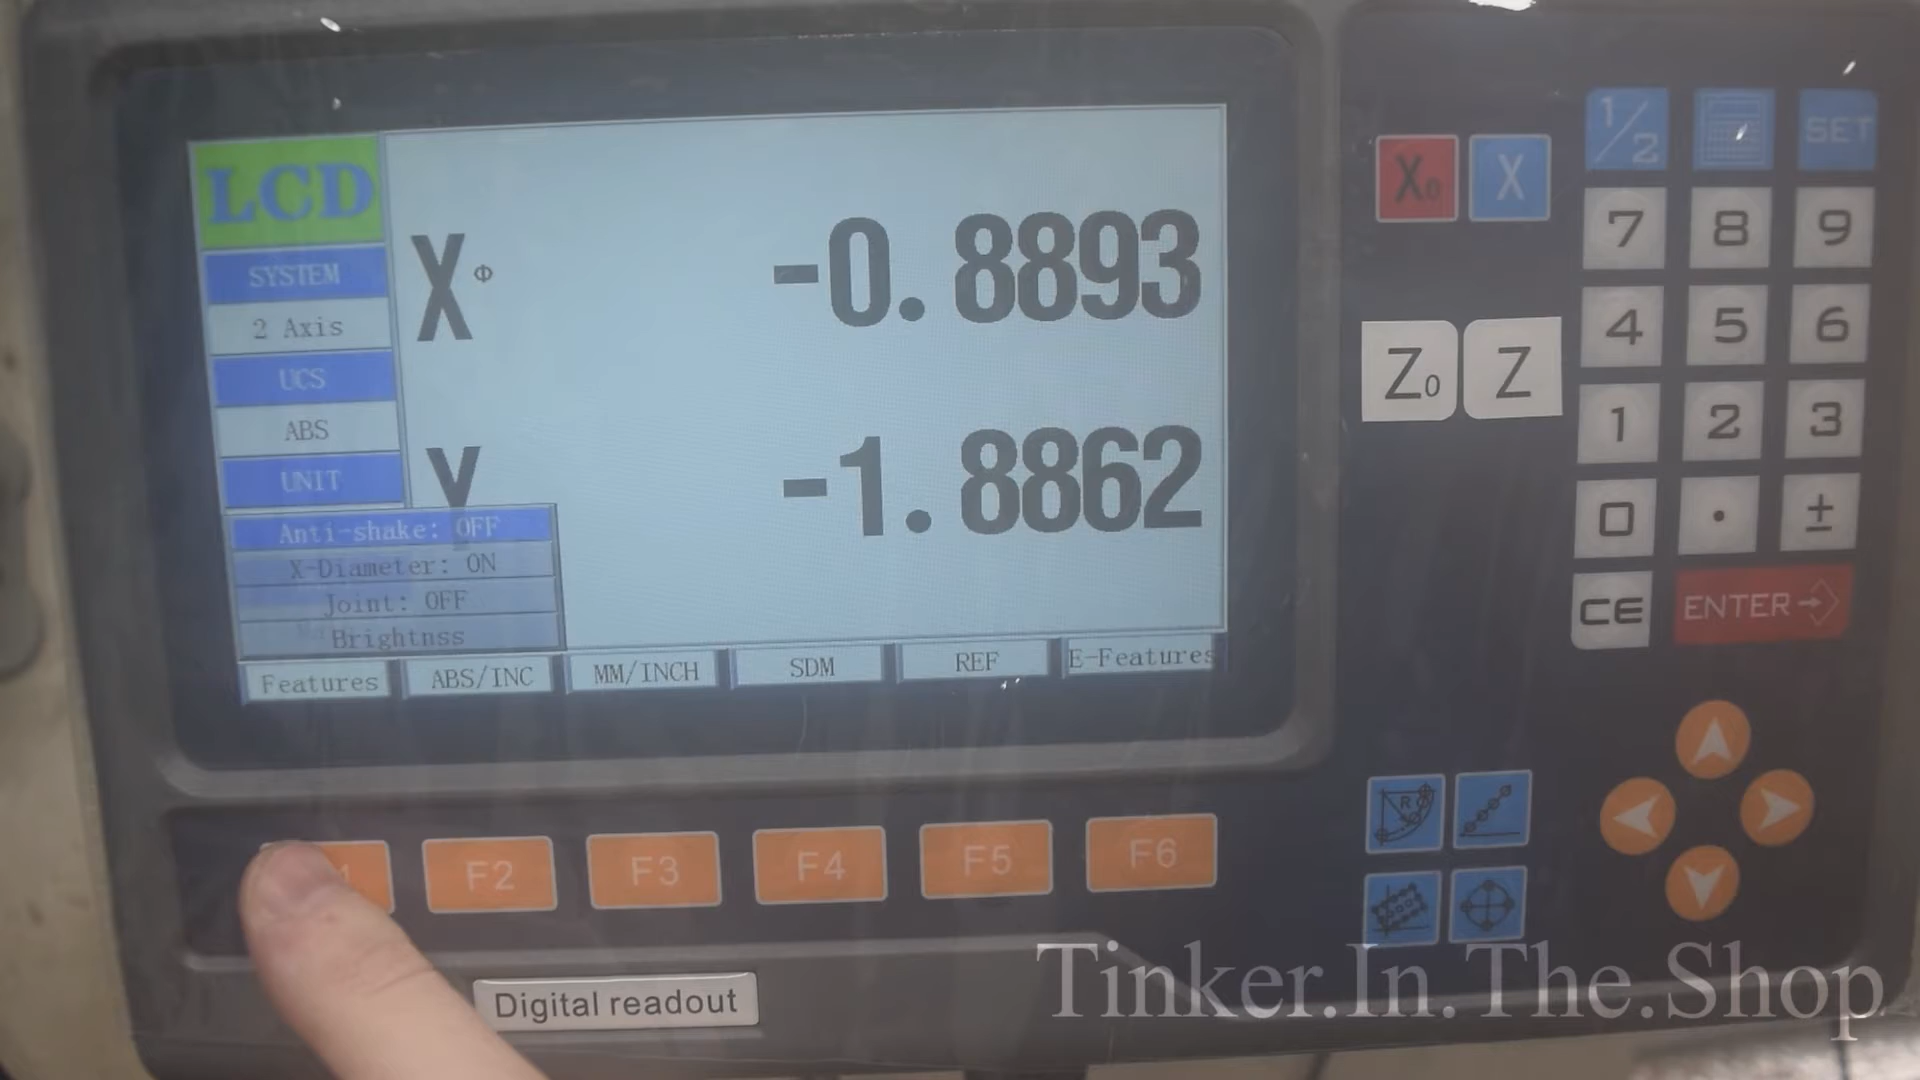 LCD
SYSTEM
2 Axis
UCS
ABS
UNIT
X Φ -0.8893
Y -1.8862
Anti-shake: OFF
X-Diameter: ON
Joint: OFF
Brightnss
Features ABS/INC MM/INCH SDM REF E-Features
F2 F3 F4 F5 F6
Digital readout
X0 X
Z0 Z
1/2 SET
7 8 9
4 5 6
1 2 3
0 . ±
CE ENTER
R
Tinker.In.The.Shop